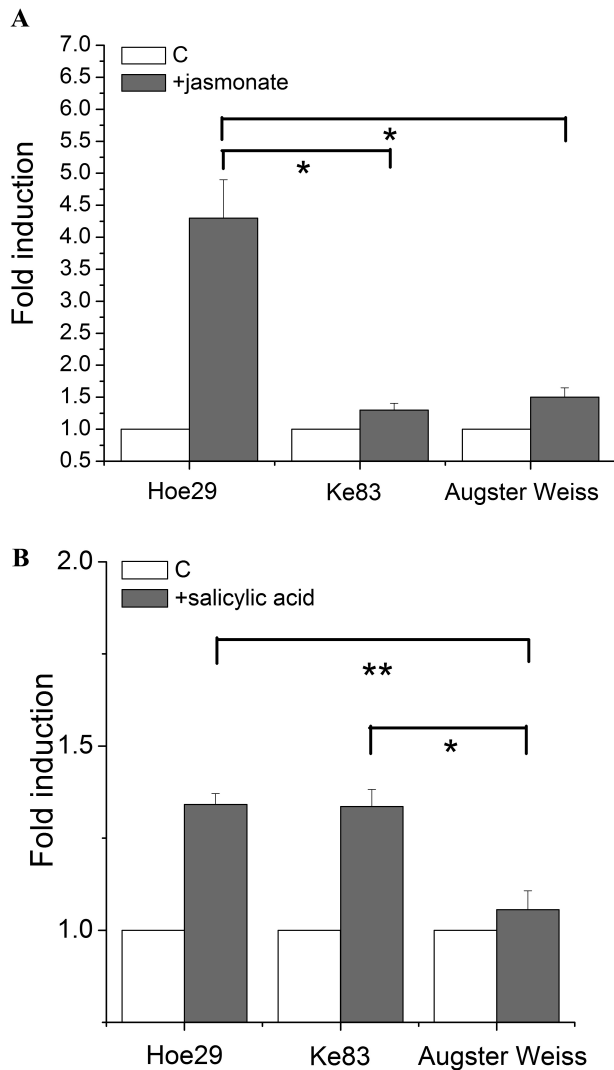 A
7.0
6.5
6.0
5.5
5.0
4.5
4.0
3.5
3.0
2.5
2.0
1.5
1.0
0.5
Fold induction
C
+jasmonate
*
*
Hoe29 Ke83 Augster Weiss
B
2.0
1.5
1.0
Fold induction
C
+salicylic acid
**
*
Hoe29 Ke83 Augster Weiss